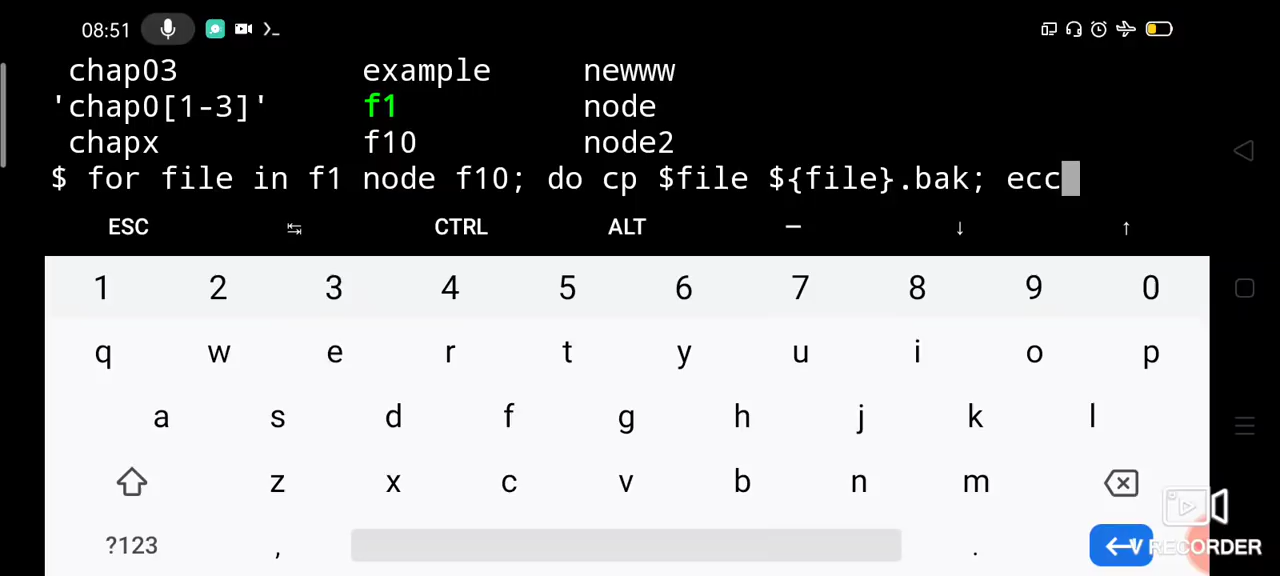 08:51
chap03 example newww
'chap0[1-3]' f1 node
chapx f10 node2
$ for file in f1 node f10; do cp $file ${file}.bak; ecc
ESC ↹ CTRL ALT — ↓ ↑
1 2 3 4 5 6 7 8 9 0
q w e r t y u i o p
a s d f g h j k l
z x c v b n m
?123 , .
V RECORDER